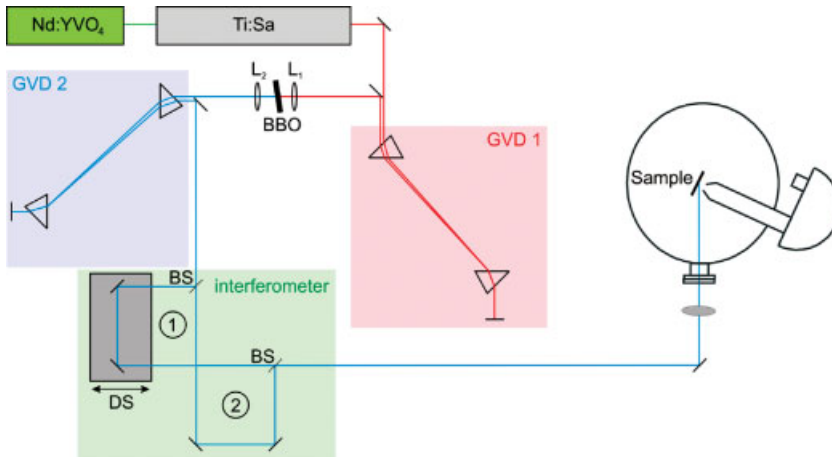 Nd:YVO₄
Ti:Sa
GVD 2
L₂
L₁
BBO
GVD 1
Sample
BS
interferometer
1
BS
DS
2